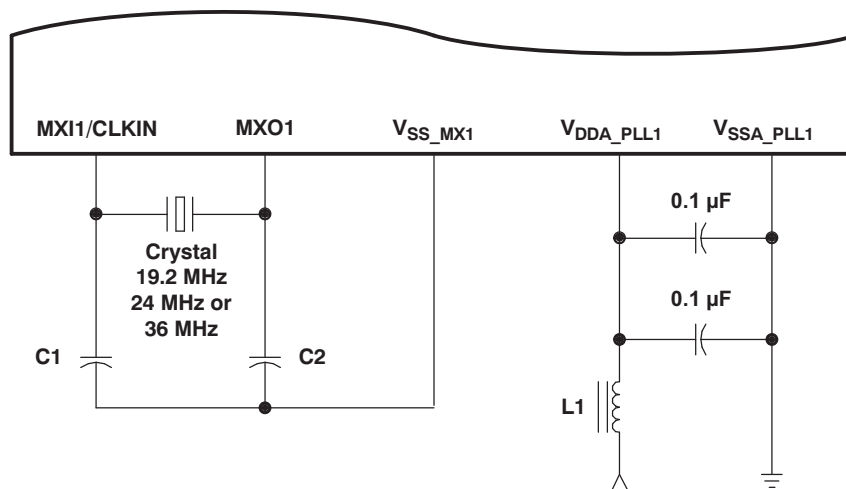 MXI1/CLKIN
MXO1
VSS_MX1
VDDA_PLL1
VSSA_PLL1
0.1 µF
Crystal
19.2 MHz
24 MHz or
36 MHz
0.1 µF
C1
C2
L1